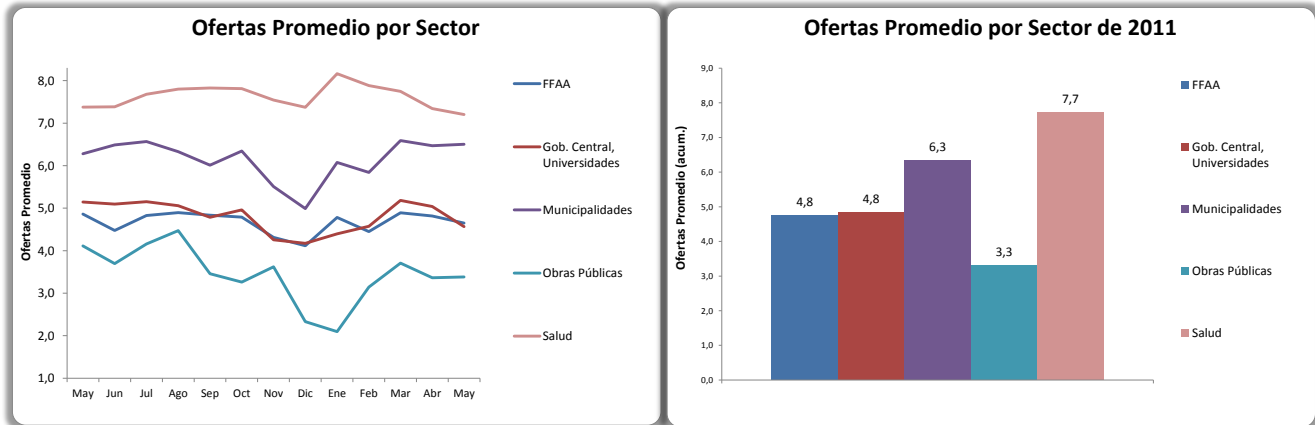 Ofertas Promedio por Sector
Ofertas Promedio
8,0
7,0
6,0
5,0
4,0
3,0
2,0
1,0
May Jun Jul Ago Sep Oct Nov Dic Ene Feb Mar Abr May
FFAA
Gob. Central,
Universidades
Municipalidades
Obras Públicas
Salud
Ofertas Promedio por Sector de 2011
Ofertas Promedio (acum.)
9,0
8,0
7,0
6,0
5,0
4,0
3,0
2,0
1,0
0,0
4,8
4,8
6,3
3,3
7,7
FFAA
Gob. Central,
Universidades
Municipalidades
Obras Públicas
Salud